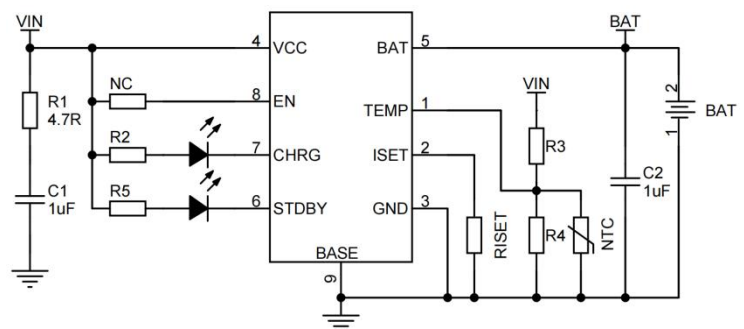 VIN
BAT
4
VCC
BAT
5
NC
8
EN
VIN
2
R1
4.7R
TEMP
1
BAT
1
R2
7
CHRG
ISET
2
R3
C1
1uF
R5
6
STDBY
GND
3
C2
1uF
RISET
R4
NTC
BASE
9